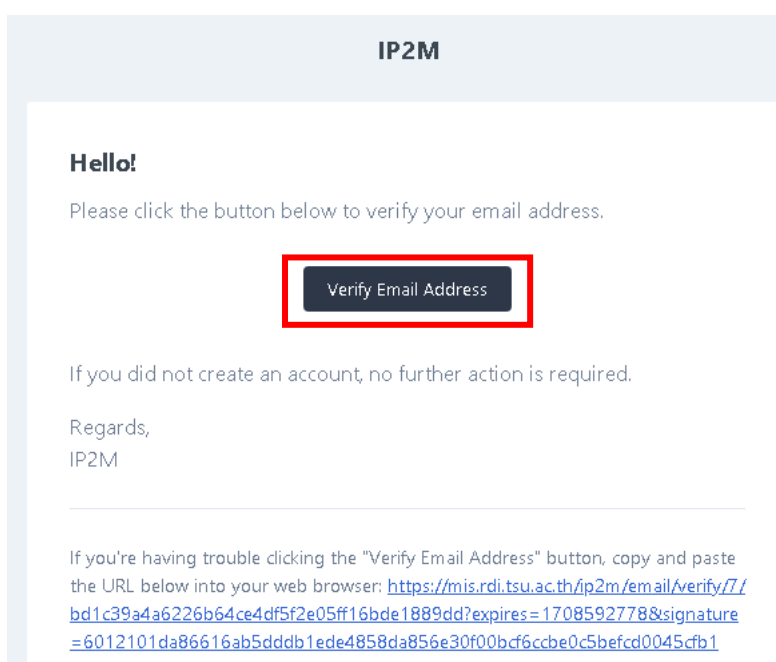 IP2M
Hello!
Please click the button below to verify your email address.
Verify Email Address
If you did not create an account, no further action is required.
Regards,
IP2M
If you're having trouble clicking the "Verify Email Address" button, copy and paste
the URL below into your web browser: https://mis.rdi.tsu.ac.th/ip2m/email/verify/7/
bd1c39a4a6226b64ce4df5f2e05ff16bde1889dd?expires=1708592778&signature
=6012101da86616ab5dddb1ede4858da856e30f00bcf6ccbe0c5befcd0045cfb1